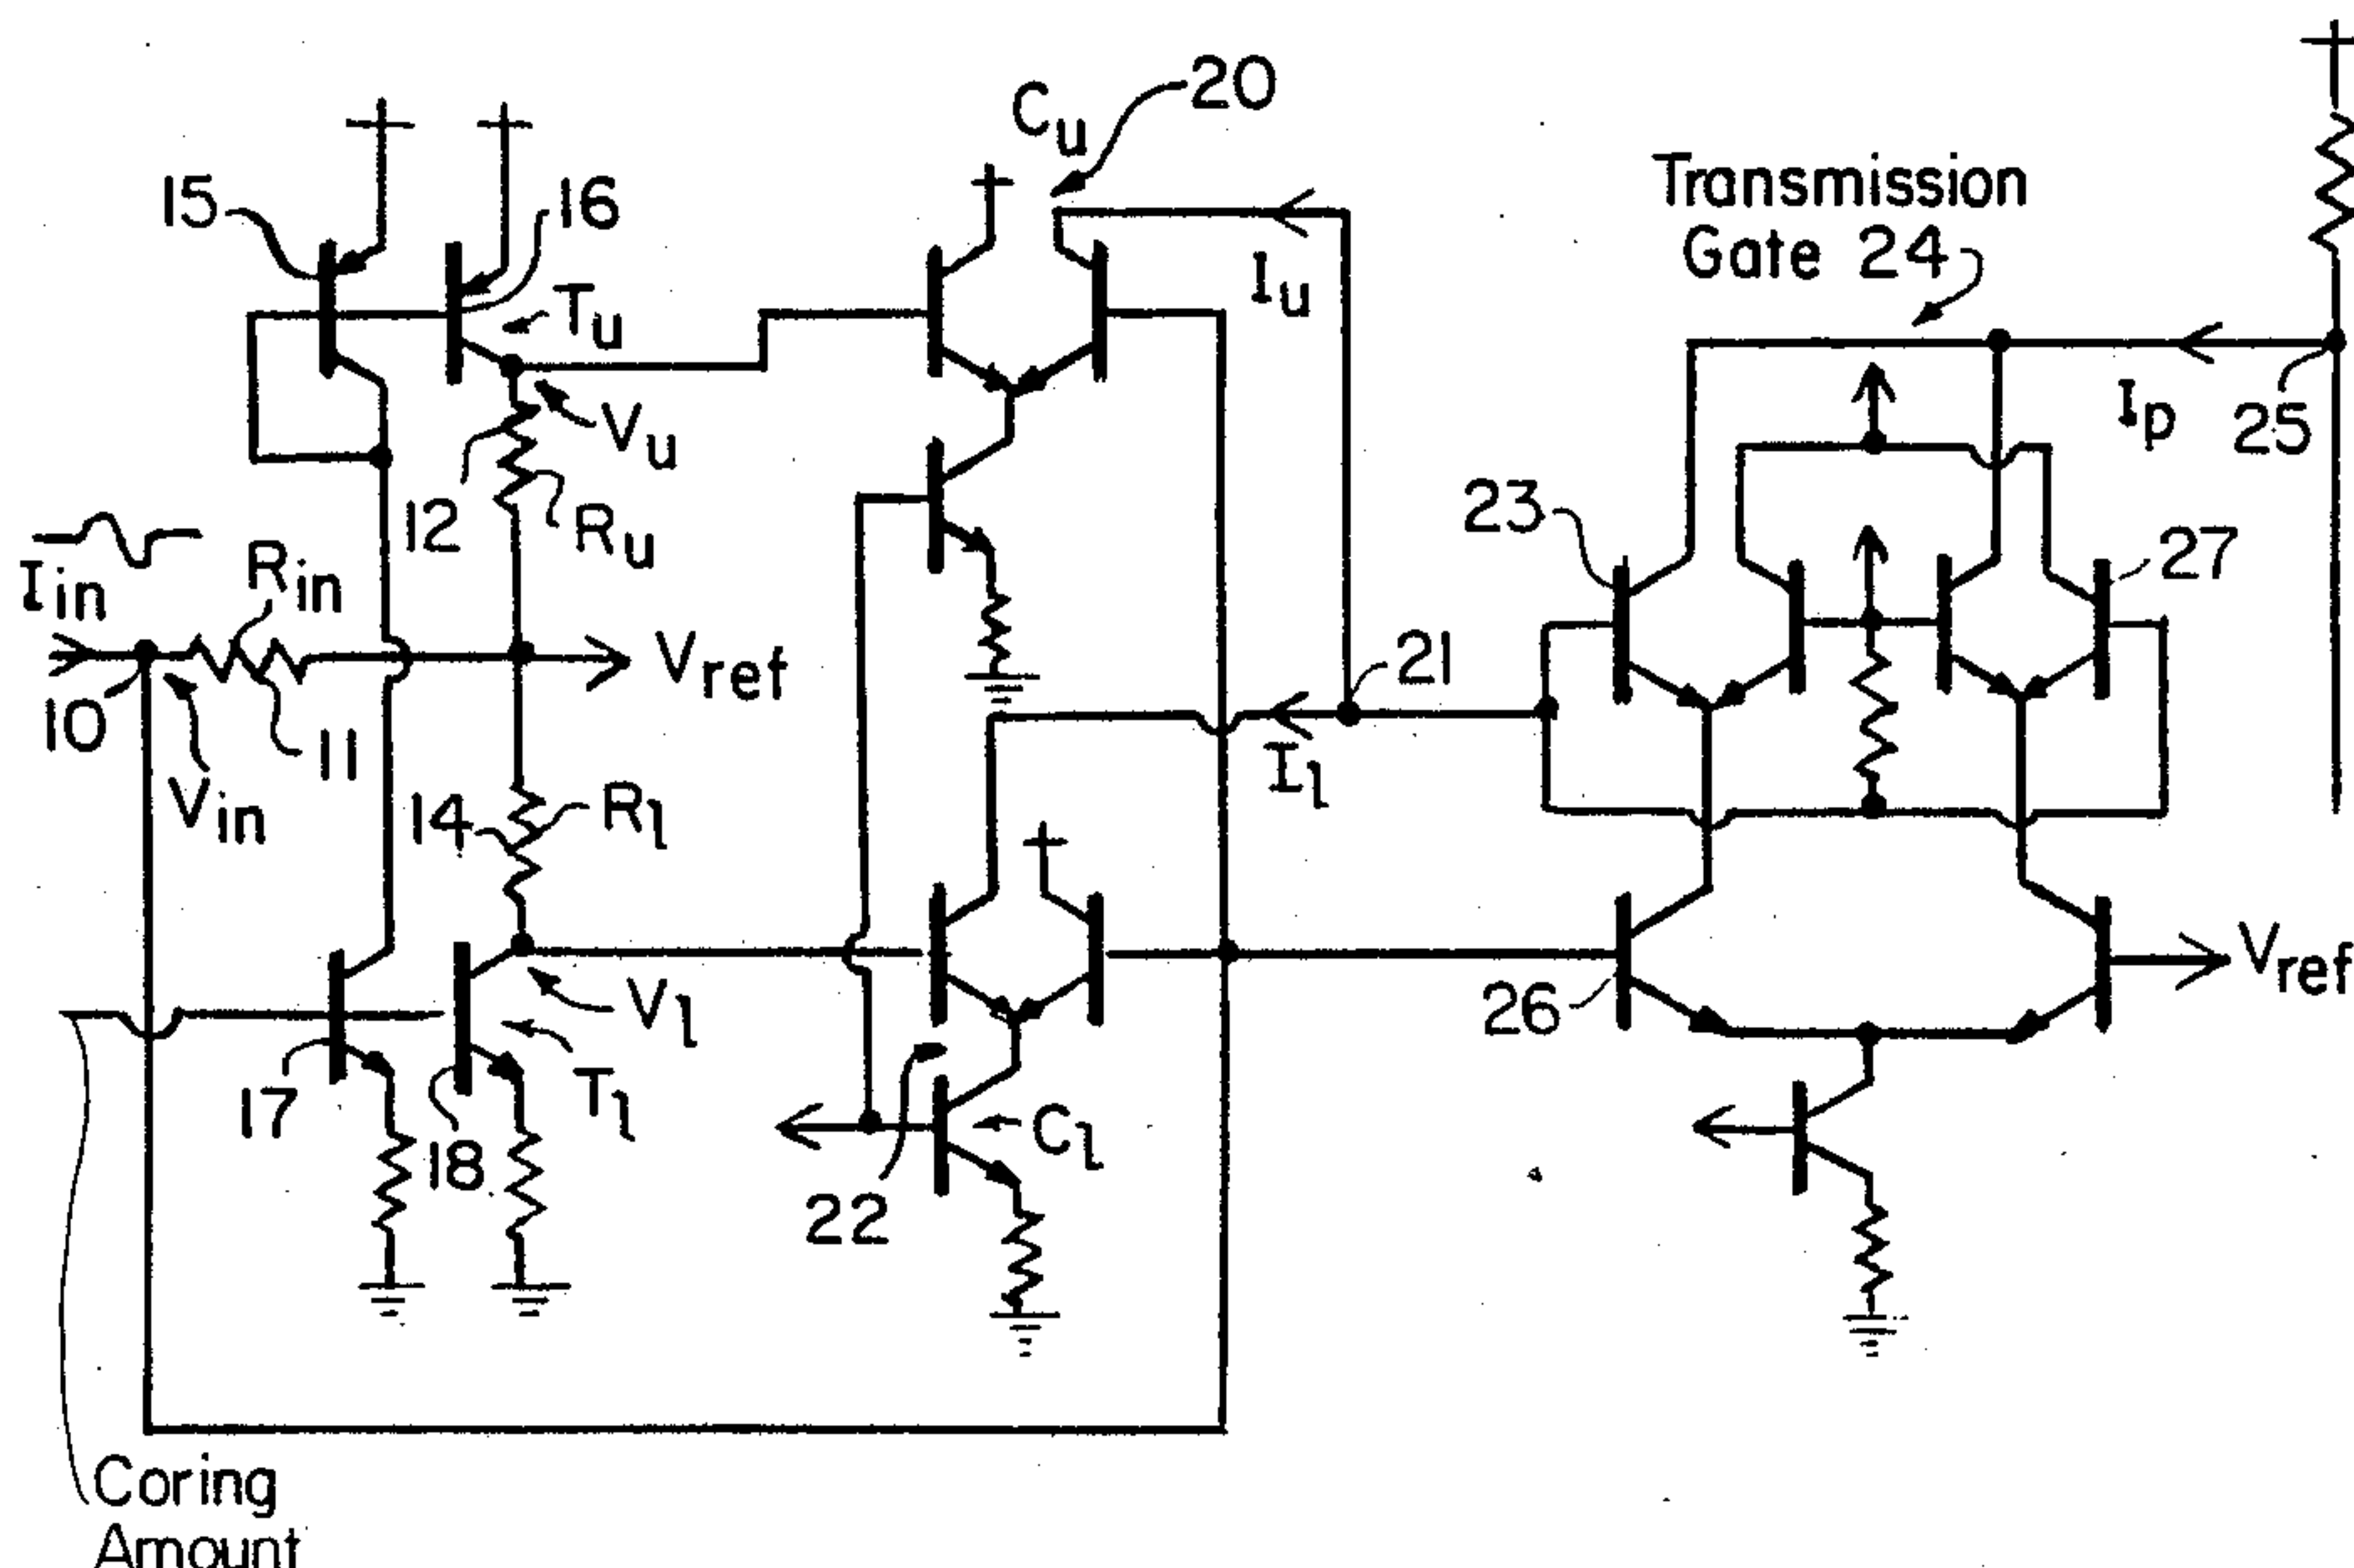 20
Cu
Transmission
Gate 24
15
16
Tu
Iu
Vu
Ip
25
12
Ru
23
27
Iin
Rin
Vref
21
10
11
Vin
14
Rl
Il
Vl
26
Vref
17
18
Tl
Cl
22
Coring
Amount